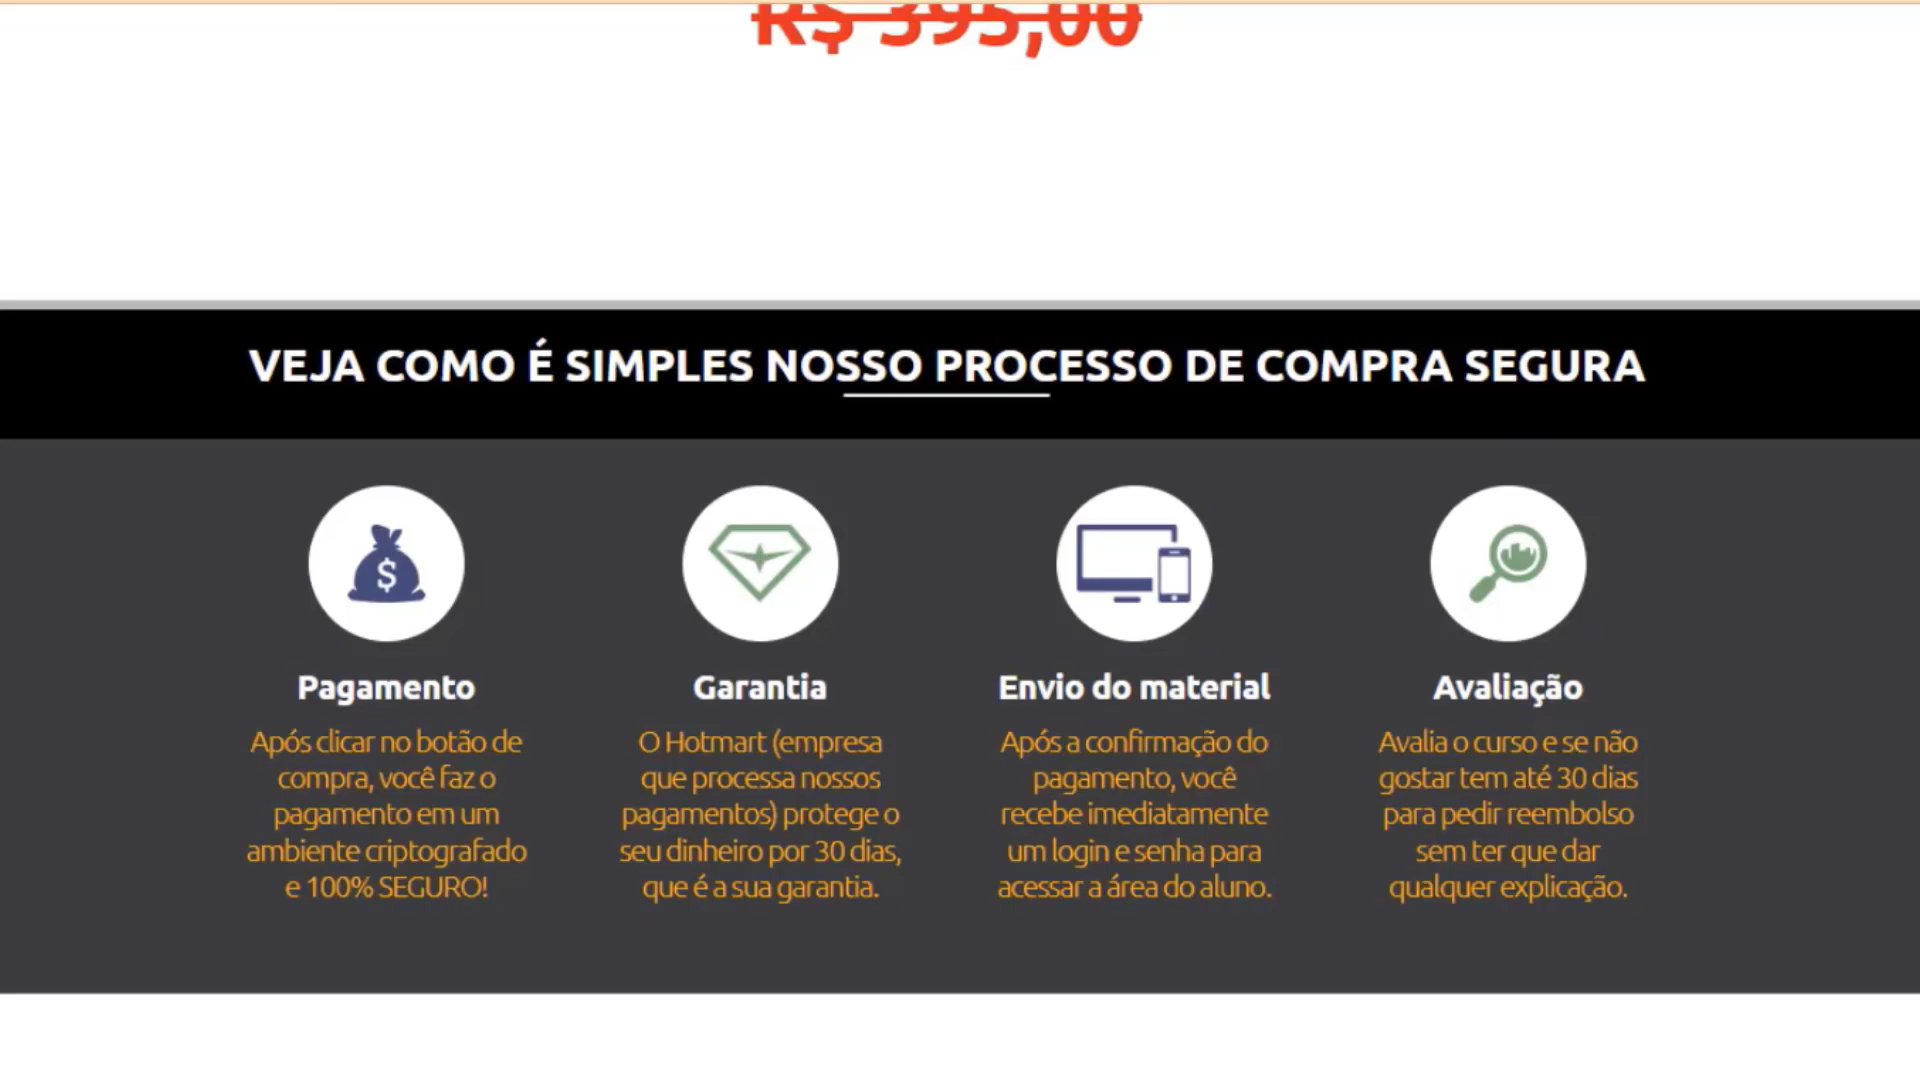 R$ 395,00
VEJA COMO É SIMPLES NOSSO PROCESSO DE COMPRA SEGURA
$
Pagamento
Após clicar no botão de
compra, você faz o
pagamento em um
ambiente criptografado
e 100% SEGURO!
Garantia
O Hotmart (empresa
que processa nossos
pagamentos) protege o
seu dinheiro por 30 dias,
que é a sua garantia.
Envio do material
Após a confirmação do
pagamento, você
recebe imediatamente
um login e senha para
acessar a área do aluno.
Avaliação
Avalia o curso e se não
gostar tem até 30 dias
para pedir reembolso
sem ter que dar
qualquer explicação.